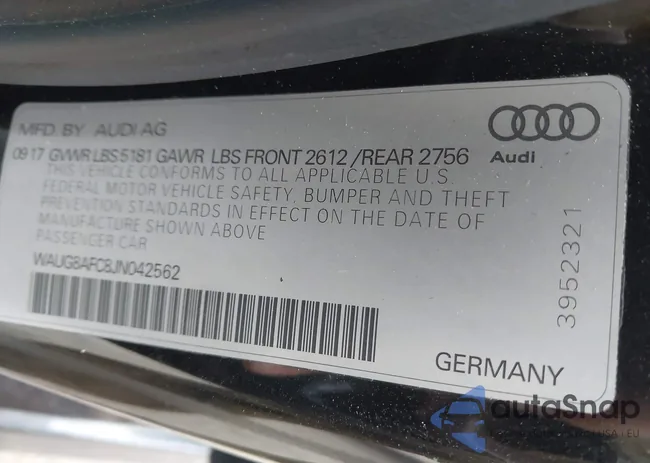 MFD. BY AUDI AG
09 17 GVWR LBS 5181 GAWR LBS FRONT 2612 / REAR 2756
THIS VEHICLE CONFORMS TO ALL APPLICABLE U.S.
FEDERAL MOTOR VEHICLE SAFETY, BUMPER AND THEFT
PREVENTION STANDARDS IN EFFECT ON THE DATE OF
MANUFACTURE SHOWN ABOVE
PASSENGER CAR
WAUG8AFC8JN042562
Audi
3952321
GERMANY
autoSnap
USA | EU